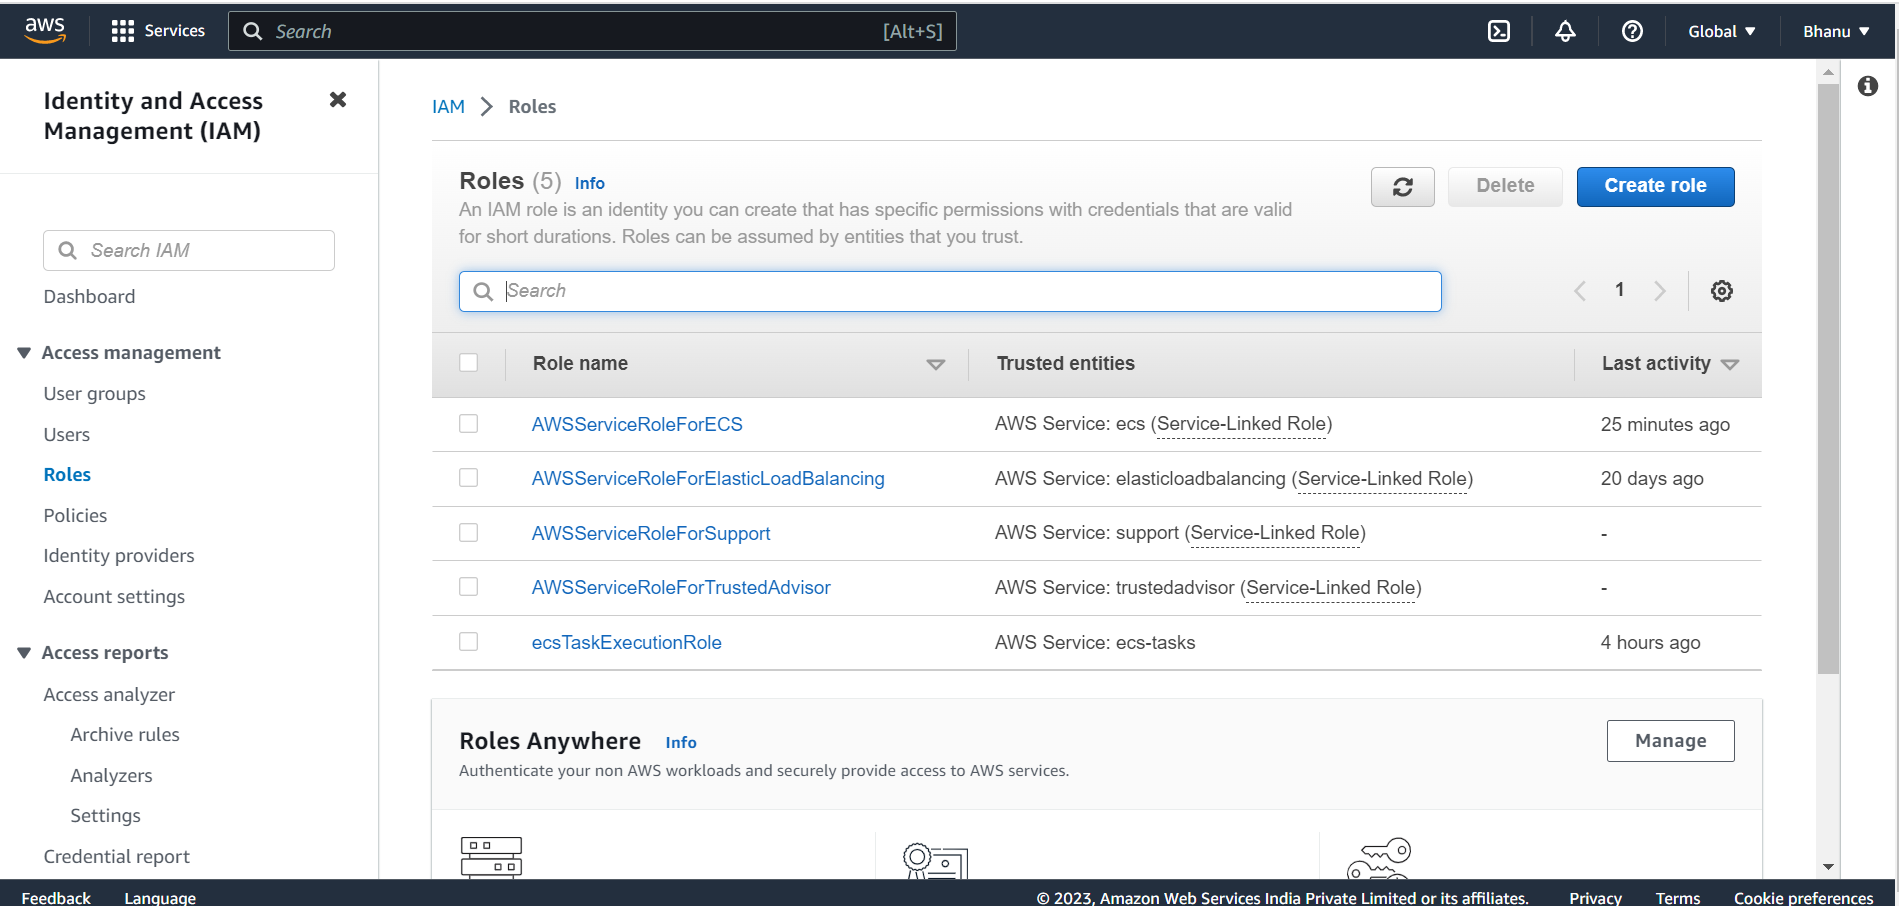 aws
Services
Search
[Alt+S]
Global
Bhanu
Identity and Access
Management (IAM)
Search IAM
Dashboard
Access management
User groups
Users
Roles
Policies
Identity providers
Account settings
Access reports
Access analyzer
Archive rules
Analyzers
Settings
Credential report
IAM > Roles
Roles (5) Info
An IAM role is an identity you can create that has specific permissions with credentials that are valid
for short durations. Roles can be assumed by entities that you trust.
Delete
Create role
Search
1
Role name Trusted entities Last activity
AWSServiceRoleForECS AWS Service: ecs (Service-Linked Role) 25 minutes ago
AWSServiceRoleForElasticLoadBalancing AWS Service: elasticloadbalancing (Service-Linked Role) 20 days ago
AWSServiceRoleForSupport AWS Service: support (Service-Linked Role) -
AWSServiceRoleForTrustedAdvisor AWS Service: trustedadvisor (Service-Linked Role) -
ecsTaskExecutionRole AWS Service: ecs-tasks 4 hours ago
Roles Anywhere Info
Authenticate your non AWS workloads and securely provide access to AWS services.
Manage
Feedback Language © 2023, Amazon Web Services India Private Limited or its affiliates. Privacy Terms Cookie preferences